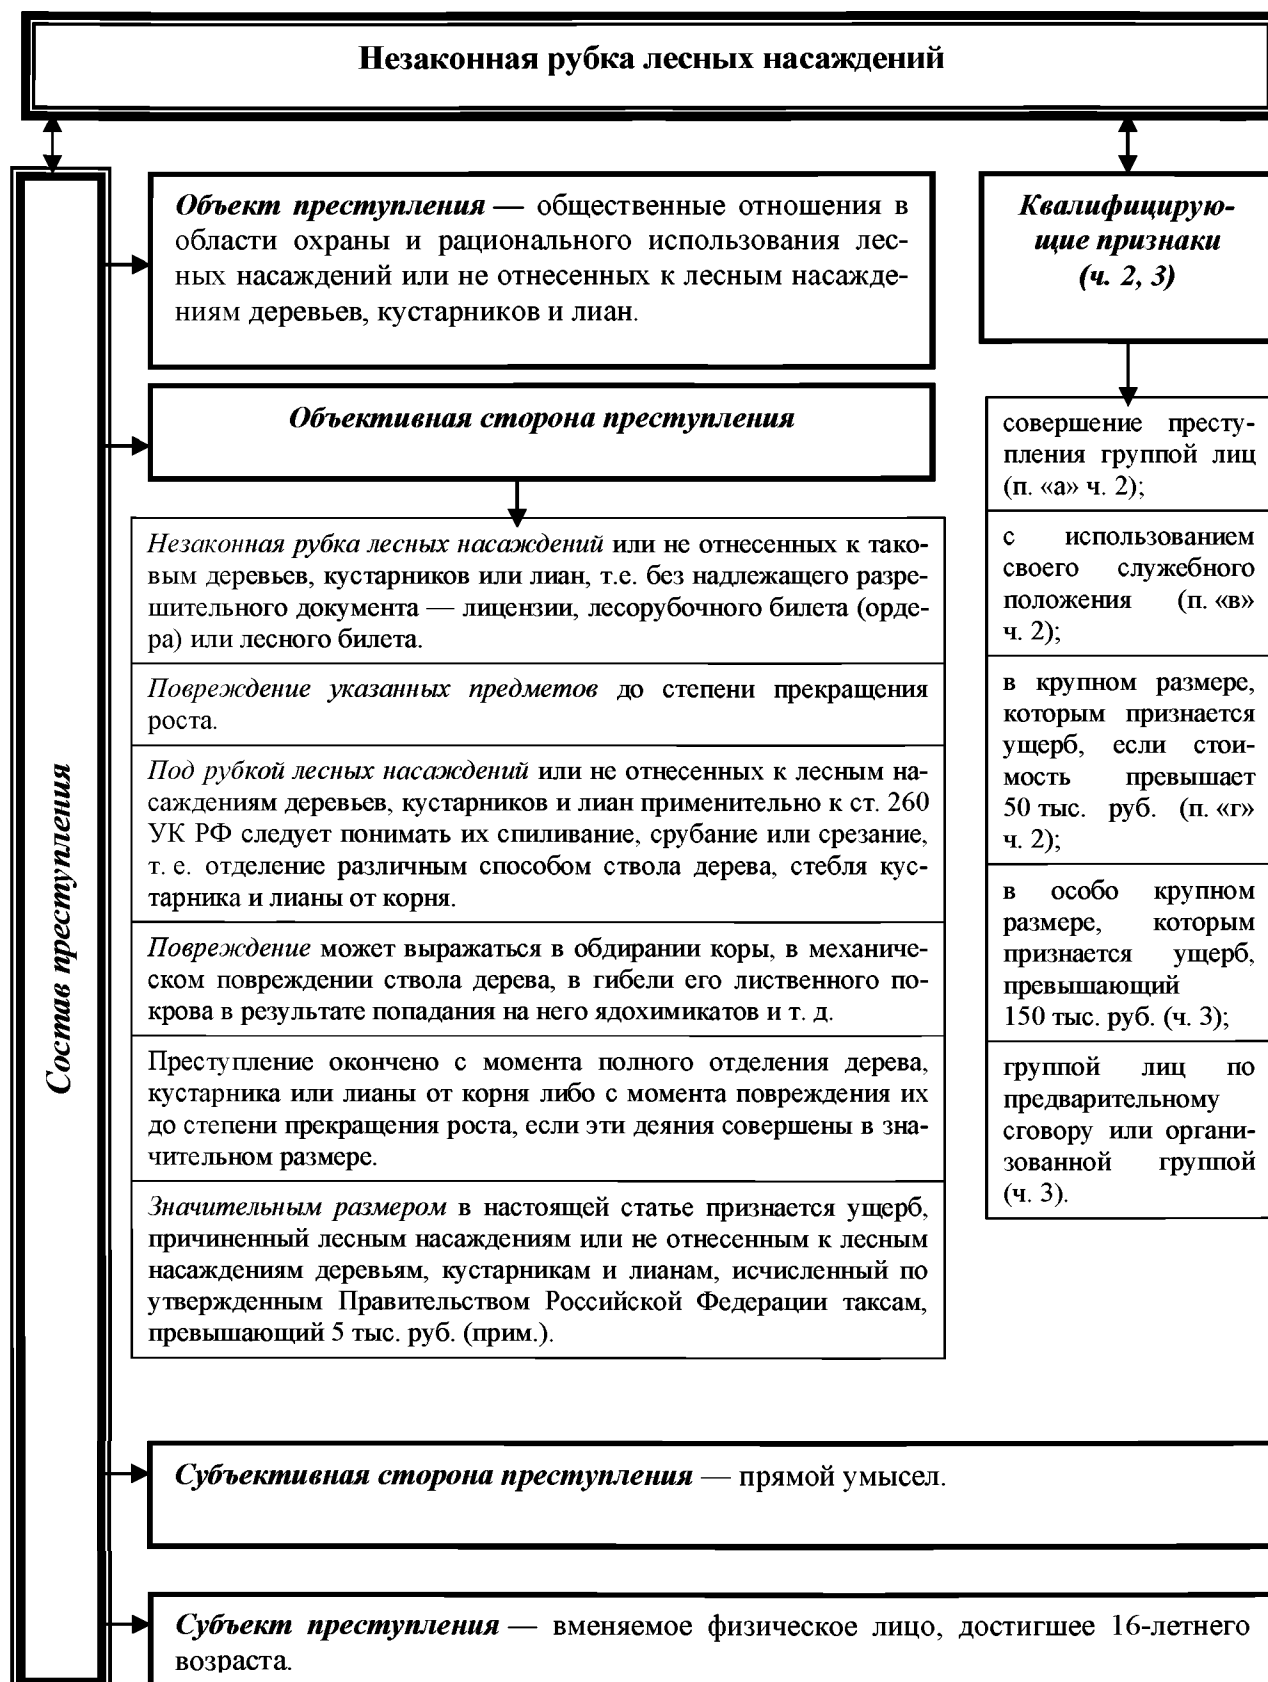 Незаконная рубка лесных насаждений
Состав преступления
Объект преступления — общественные отношения в
области охраны и рационального использования лес-
ных насаждений или не отнесенных к лесным насажде-
ниям деревьев, кустарников и лиан.
Объективная сторона преступления
Незаконная рубка лесных насаждений или не отнесенных к тако-
вым деревьев, кустарников или лиан, т.е. без надлежащего разре-
шительного документа — лицензии, лесорубочного билета (орде-
ра) или лесного билета.
Повреждение указанных предметов до степени прекращения
роста.
Под рубкой лесных насаждений или не отнесенных к лесным на-
саждениям деревьев, кустарников и лиан применительно к ст. 260
УК РФ следует понимать их спиливание, срубание или срезание,
т. е. отделение различным способом ствола дерева, стебля кус-
тарника и лианы от корня.
Повреждение может выражаться в обдирании коры, в механиче-
ском повреждении ствола дерева, в гибели его лиственного по-
крова в результате попадания на него ядохимикатов и т. д.
Преступление окончено с момента полного отделения дерева,
кустарника или лианы от корня либо с момента повреждения их
до степени прекращения роста, если эти деяния совершены в зна-
чительном размере.
Значительным размером в настоящей статье признается ущерб,
причиненный лесным насаждениям или не отнесенным к лесным
насаждениям деревьям, кустарникам и лианам, исчисленный по
утвержденным Правительством Российской Федерации таксам,
превышающий 5 тыс. руб. (прим.).
Квалифицирую-
щие признаки
(ч. 2, 3)
совершение престу-
пления группой лиц
(п. «а» ч. 2);
с использованием
своего служебного
положения (п. «в»
ч. 2);
в крупном размере,
которым признается
ущерб, если стои-
мость превышает
50 тыс. руб. (п. «г»
ч. 2);
в особо крупном
размере, которым
признается ущерб,
превышающий
150 тыс. руб. (ч. 3);
группой лиц по
предварительному
сговору или органи-
зованной группой
(ч. 3).
Субъективная сторона преступления — прямой умысел.
Субъект преступления — вменяемое физическое лицо, достигшее 16-летнего
возраста.